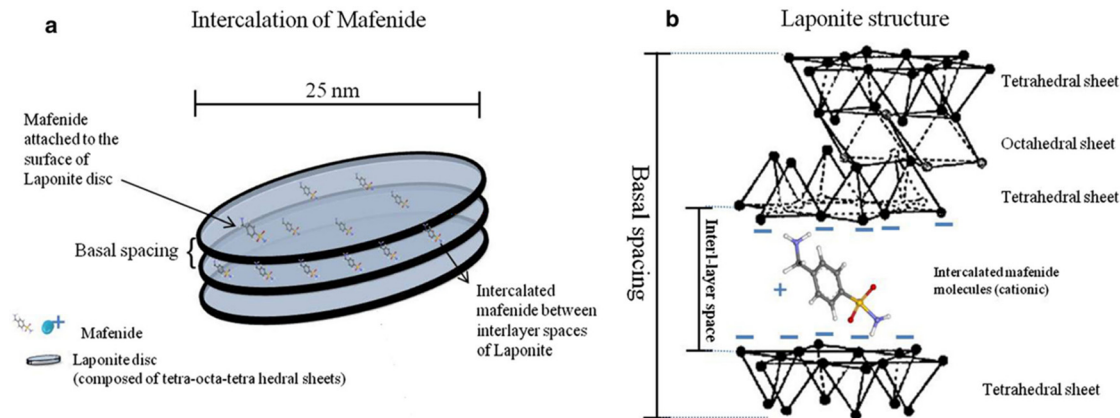 a
Intercalation of Mafenide
25 nm
Mafenide
attached to the
surface of
Laponite disc
Basal spacing
Intercalated
mafenide between
interlayer spaces
of Laponite
+
Mafenide
Laponite disc
(composed of tetra-octa-tetra hedral sheets)
b
Laponite structure
Basal spacing
Tetrahedral sheet
Octahedral sheet
Tetrahedral sheet
Interl-layer space
+
Intercalated mafenide
molecules (cationic)
Tetrahedral sheet